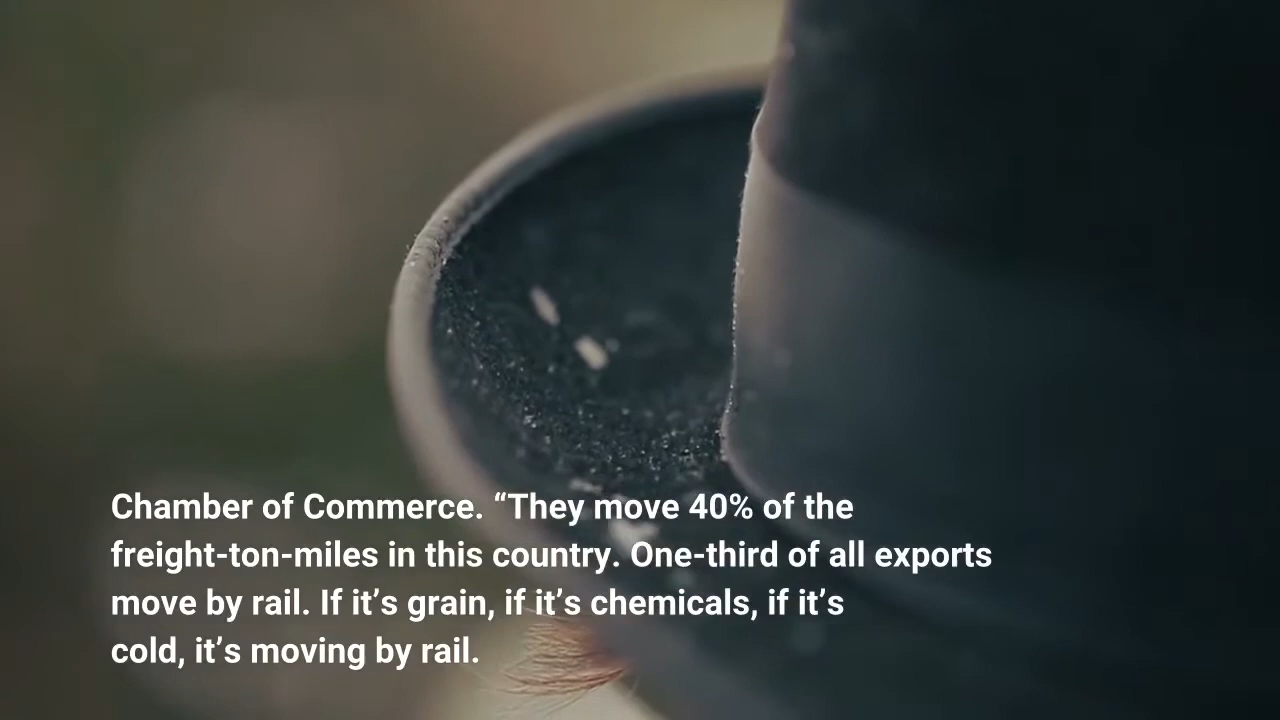 Chamber of Commerce. “They move 40% of the
freight-ton-miles in this country. One-third of all exports
move by rail. If it’s grain, if it’s chemicals, if it’s
cold, it’s moving by rail.